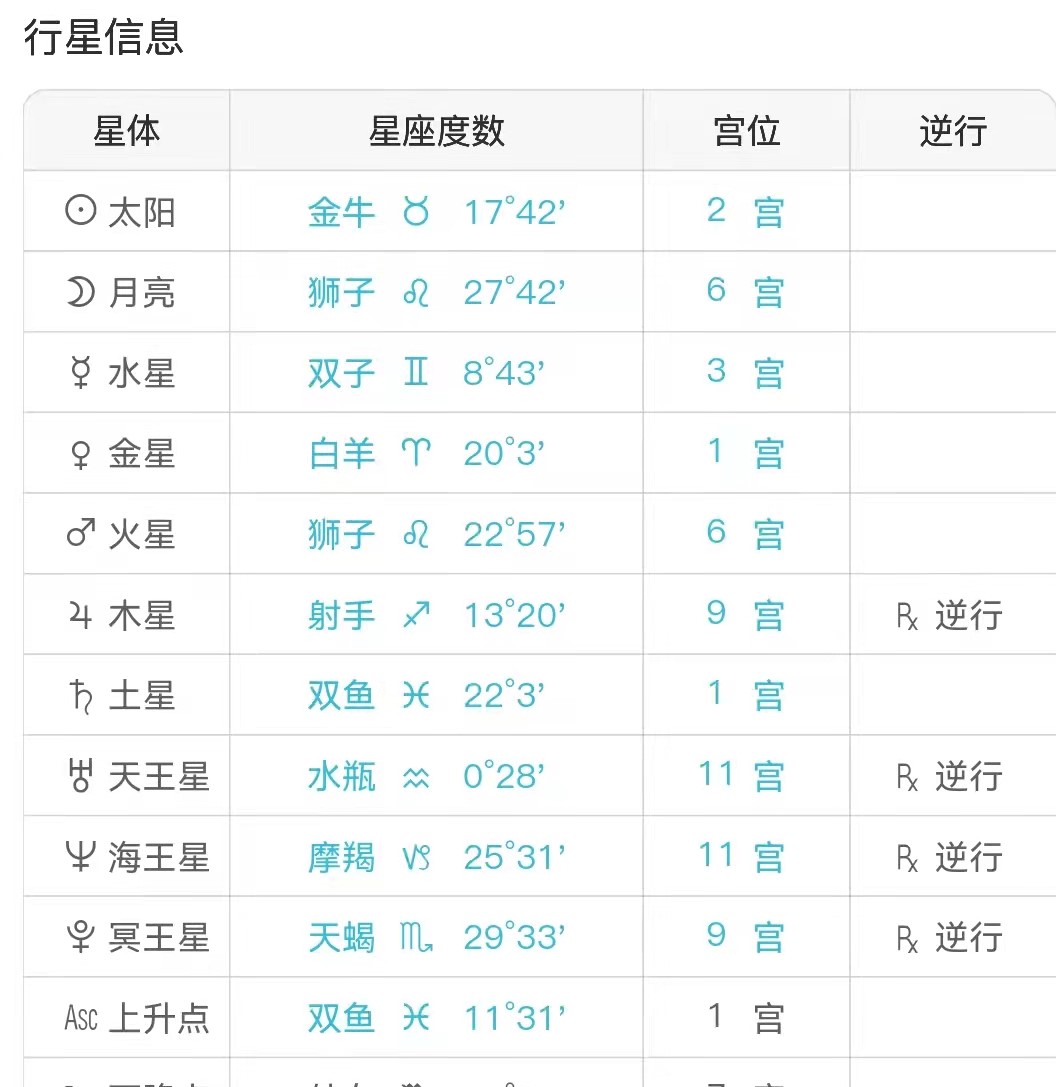 行星信息
星体 星座度数 宫位 逆行
☉ 太阳 金牛 ♉ 17°42’ 2 宫
☽ 月亮 狮子 ♌ 27°42’ 6 宫
☿ 水星 双子 ♊ 8°43’ 3 宫
♀ 金星 白羊 ♈ 20°3’ 1 宫
♂ 火星 狮子 ♌ 22°57’ 6 宫
♃ 木星 射手 ♐ 13°20’ 9 宫 ℞ 逆行
♄ 土星 双鱼 ♓ 22°3’ 1 宫
♅ 天王星 水瓶 ♒ 0°28’ 11 宫 ℞ 逆行
♆ 海王星 摩羯 ♑ 25°31’ 11 宫 ℞ 逆行
♇ 冥王星 天蝎 ♏ 29°33’ 9 宫 ℞ 逆行
Asc 上升点 双鱼 ♓ 11°31’ 1 宫